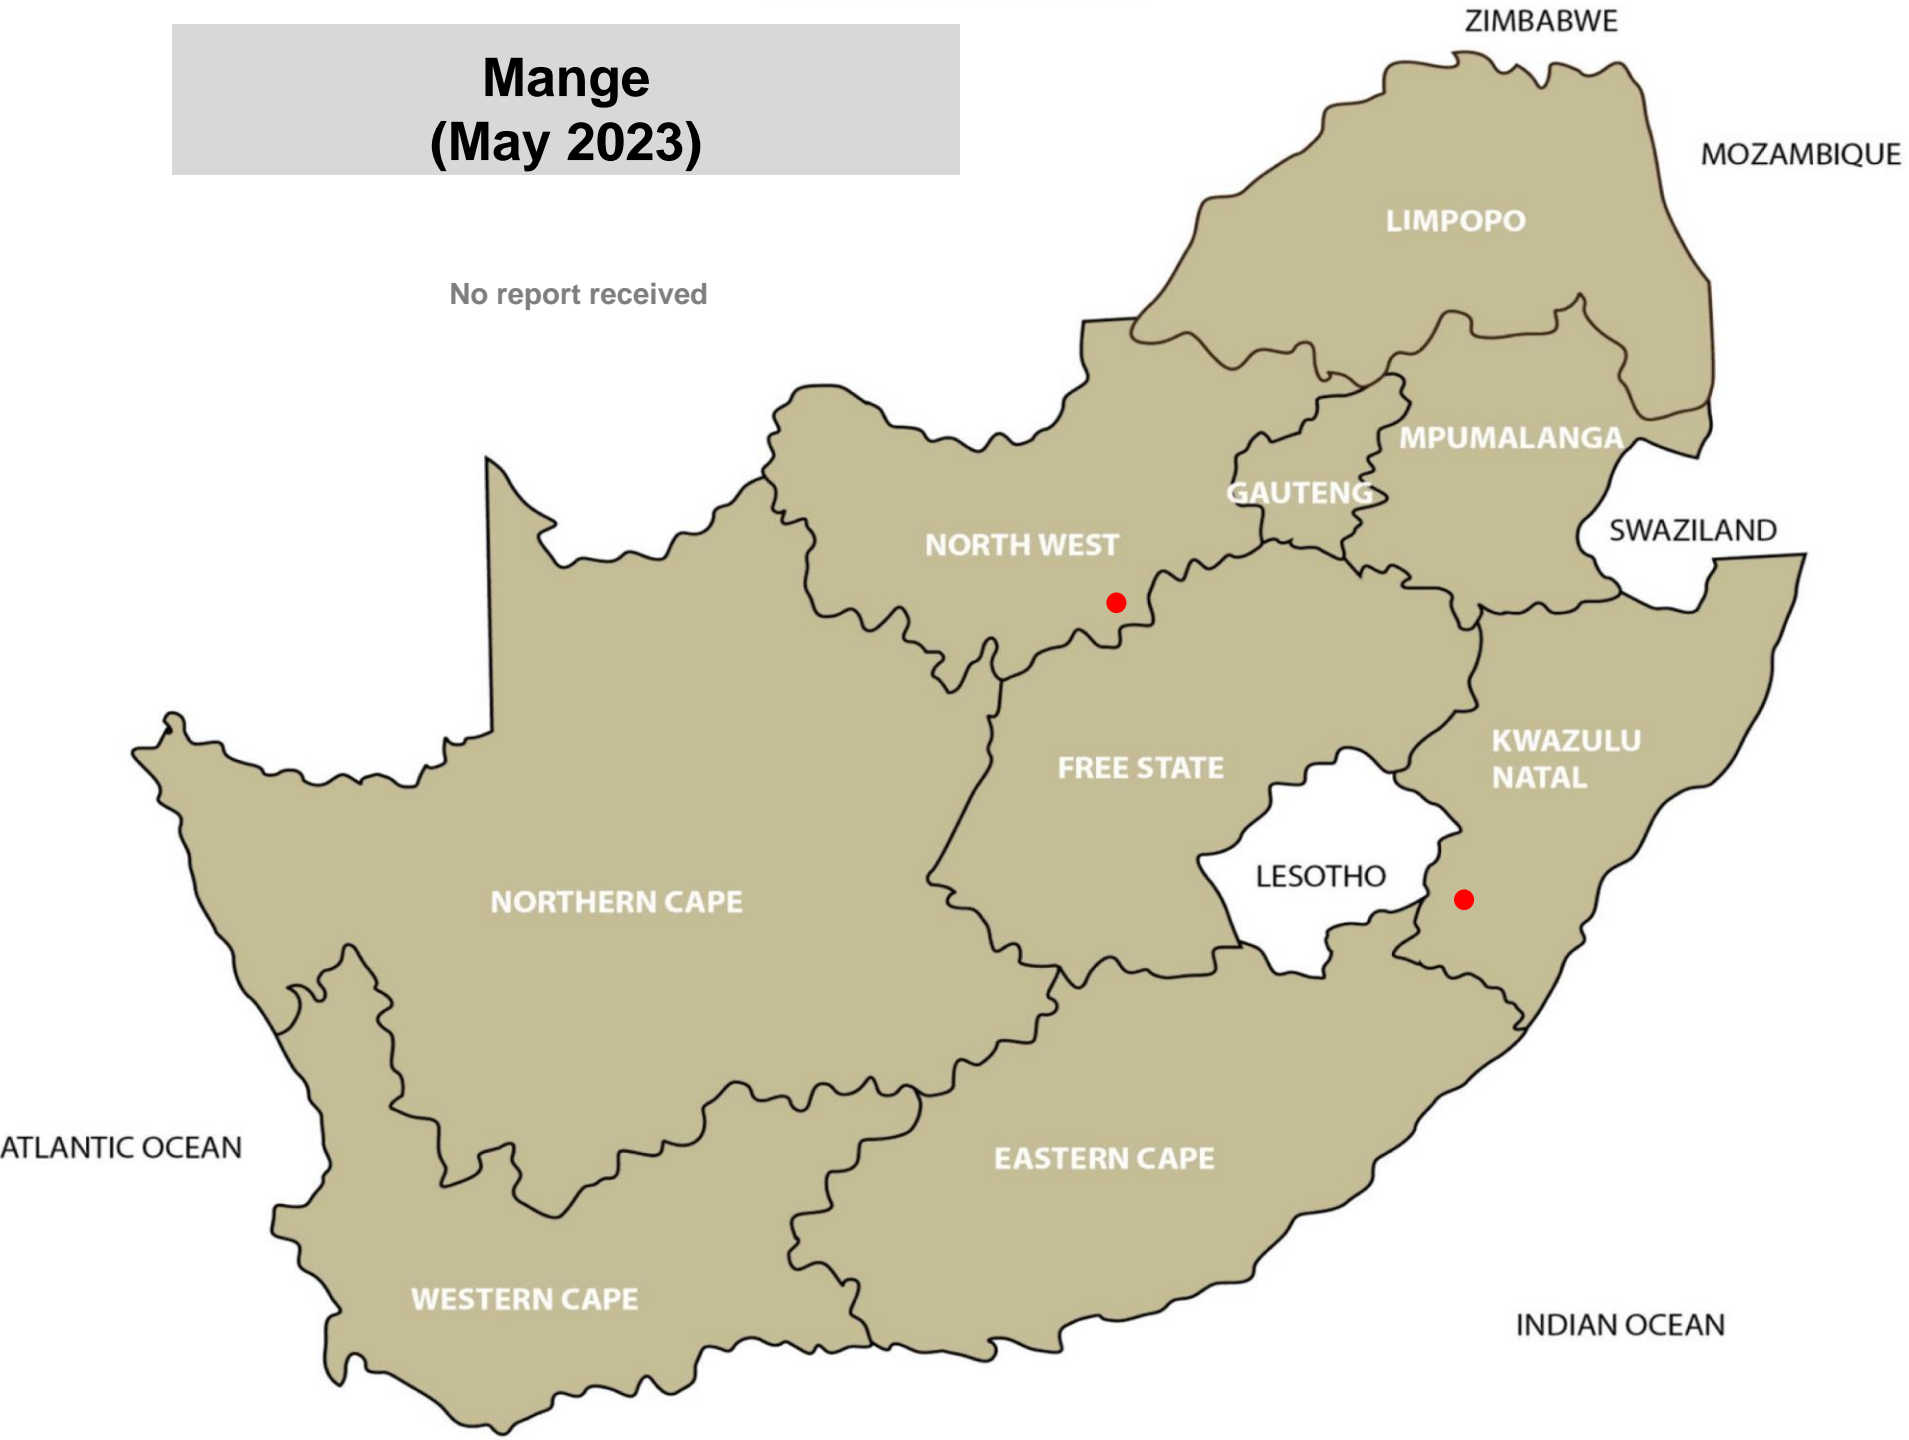 ZIMBABWE
Mange
(May 2023)
MOZAMBIQUE
LIMPOPO
No report received
MPUMALANGA
GAUTENG
SWAZILAND
NORTH WEST
KWAZULU
NATAL
FREE STATE
LESOTHO
NORTHERN CAPE
ATLANTIC OCEAN
EASTERN CAPE
WESTERN CAPE
INDIAN OCEAN